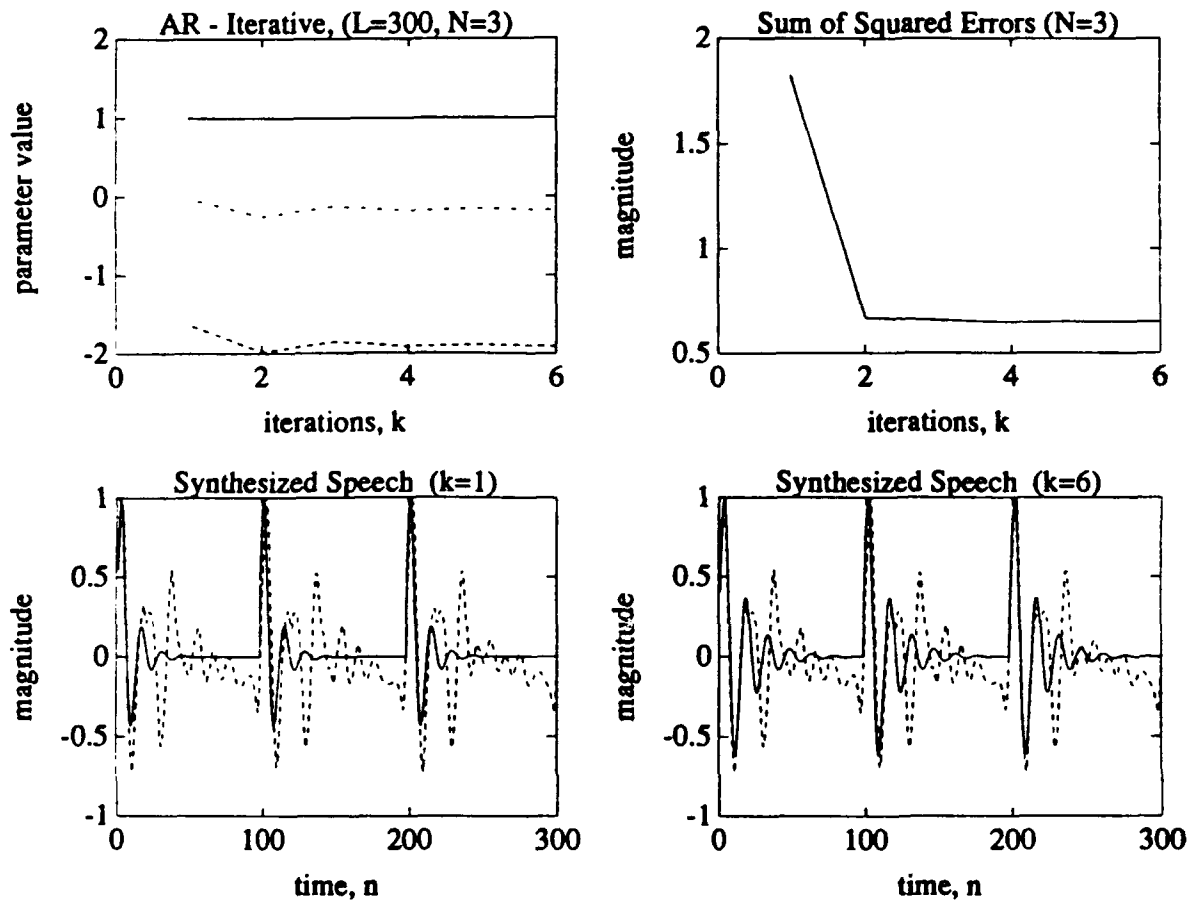 AR - Iterative, (L=300, N=3)
2
1
0
-1
-2
parameter value
0 2 4 6
iterations, k
Sum of Squared Errors (N=3)
2
1.5
1
0.5
magnitude
0 2 4 6
iterations, k
Synthesized Speech (k=1)
1
0.5
0
-0.5
-1
magnitude
0 100 200 300
time, n
Synthesized Speech (k=6)
1
0.5
0
-0.5
-1
magnitude
0 100 200 300
time, n